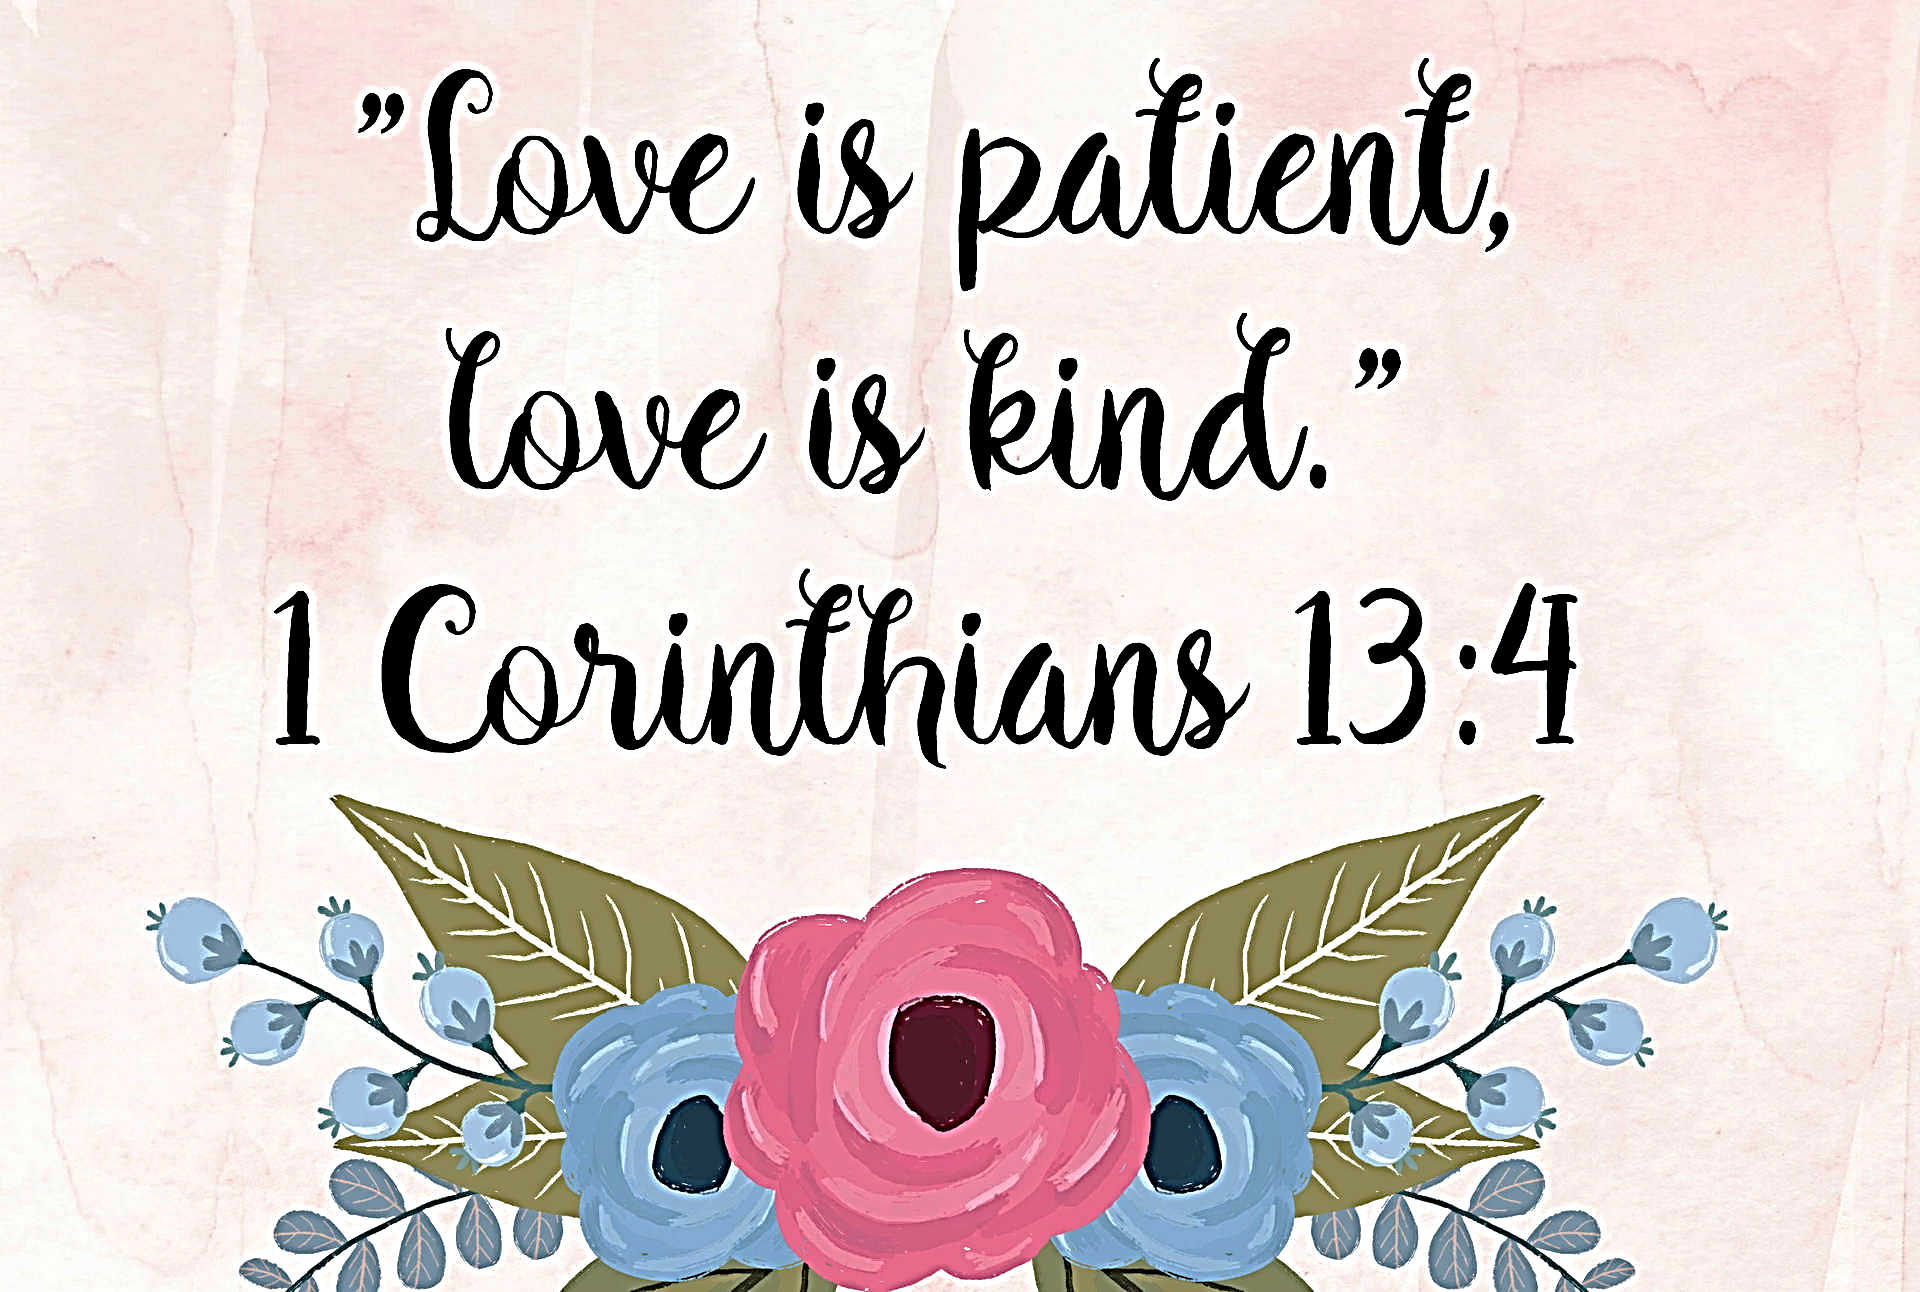 ”Love is patient,
love is kind.”
1 Corinthians 13:4